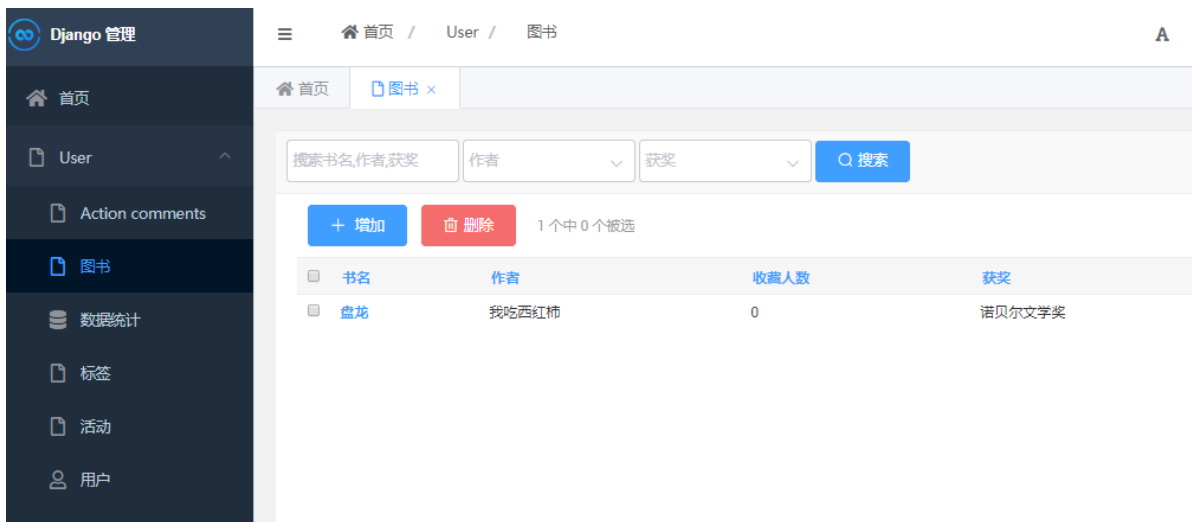 Django 管理
首页 / User / 图书
A
首页
图书 ×
首页
User
Action comments
图书
数据统计
标签
活动
用户
搜索书名,作者,获奖
作者
获奖
搜索
+ 增加
删除
1 个中 0 个被选
书名 作者 收藏人数 获奖
盘龙 我吃西红柿 0 诺贝尔文学奖